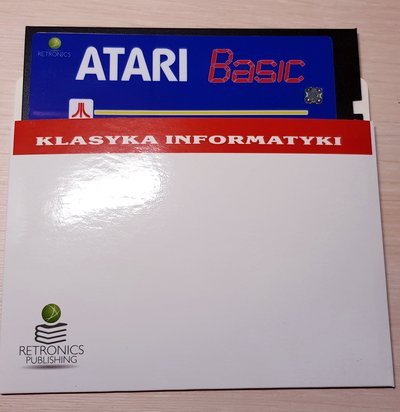 RETRONICS
ATARI Basic
KLASYKA INFORMATYKI
RETRONICS
PUBLISHING